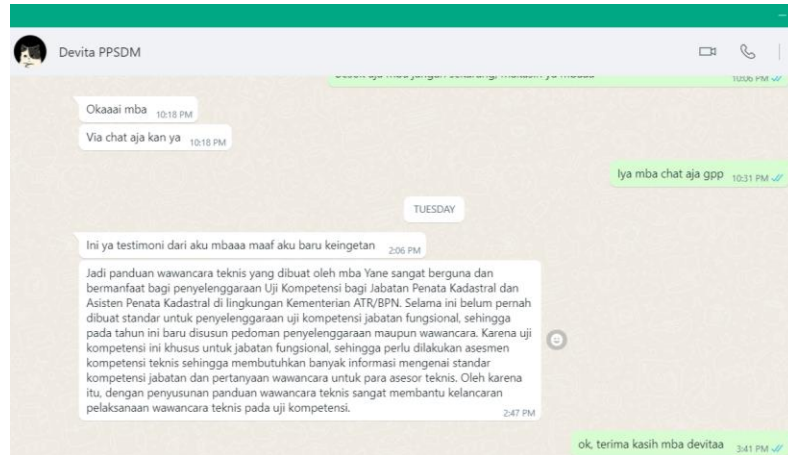 Devita PPSDM
10:06 PM
Okaaai mba 10:18 PM
Via chat aja kan ya 10:18 PM
Iya mba chat aja gpp 10:31 PM
TUESDAY
Ini ya testimoni dari aku mbaaa maaf aku baru keingetan 2:06 PM
Jadi panduan wawancara teknis yang dibuat oleh mba Yane sangat berguna dan
bermanfaat bagi penyelenggaraan Uji Kompetensi bagi Jabatan Penata Kadastral dan
Asisten Penata Kadastral di lingkungan Kementerian ATR/BPN. Selama ini belum pernah
dibuat standar untuk penyelenggaraan uji kompetensi jabatan fungsional, sehingga
pada tahun ini baru disusun pedoman penyelenggaraan maupun wawancara. Karena uji
kompetensi ini khusus untuk jabatan fungsional, sehingga perlu dilakukan asesmen
kompetensi teknis sehingga membutuhkan banyak informasi mengenai standar
kompetensi jabatan dan pertanyaan wawancara untuk para asesor teknis. Oleh karena
itu, dengan penyusunan panduan wawancara teknis sangat membantu kelancaran
pelaksanaan wawancara teknis pada uji kompetensi. 2:47 PM
ok, terima kasih mba devitaa 3:41 PM